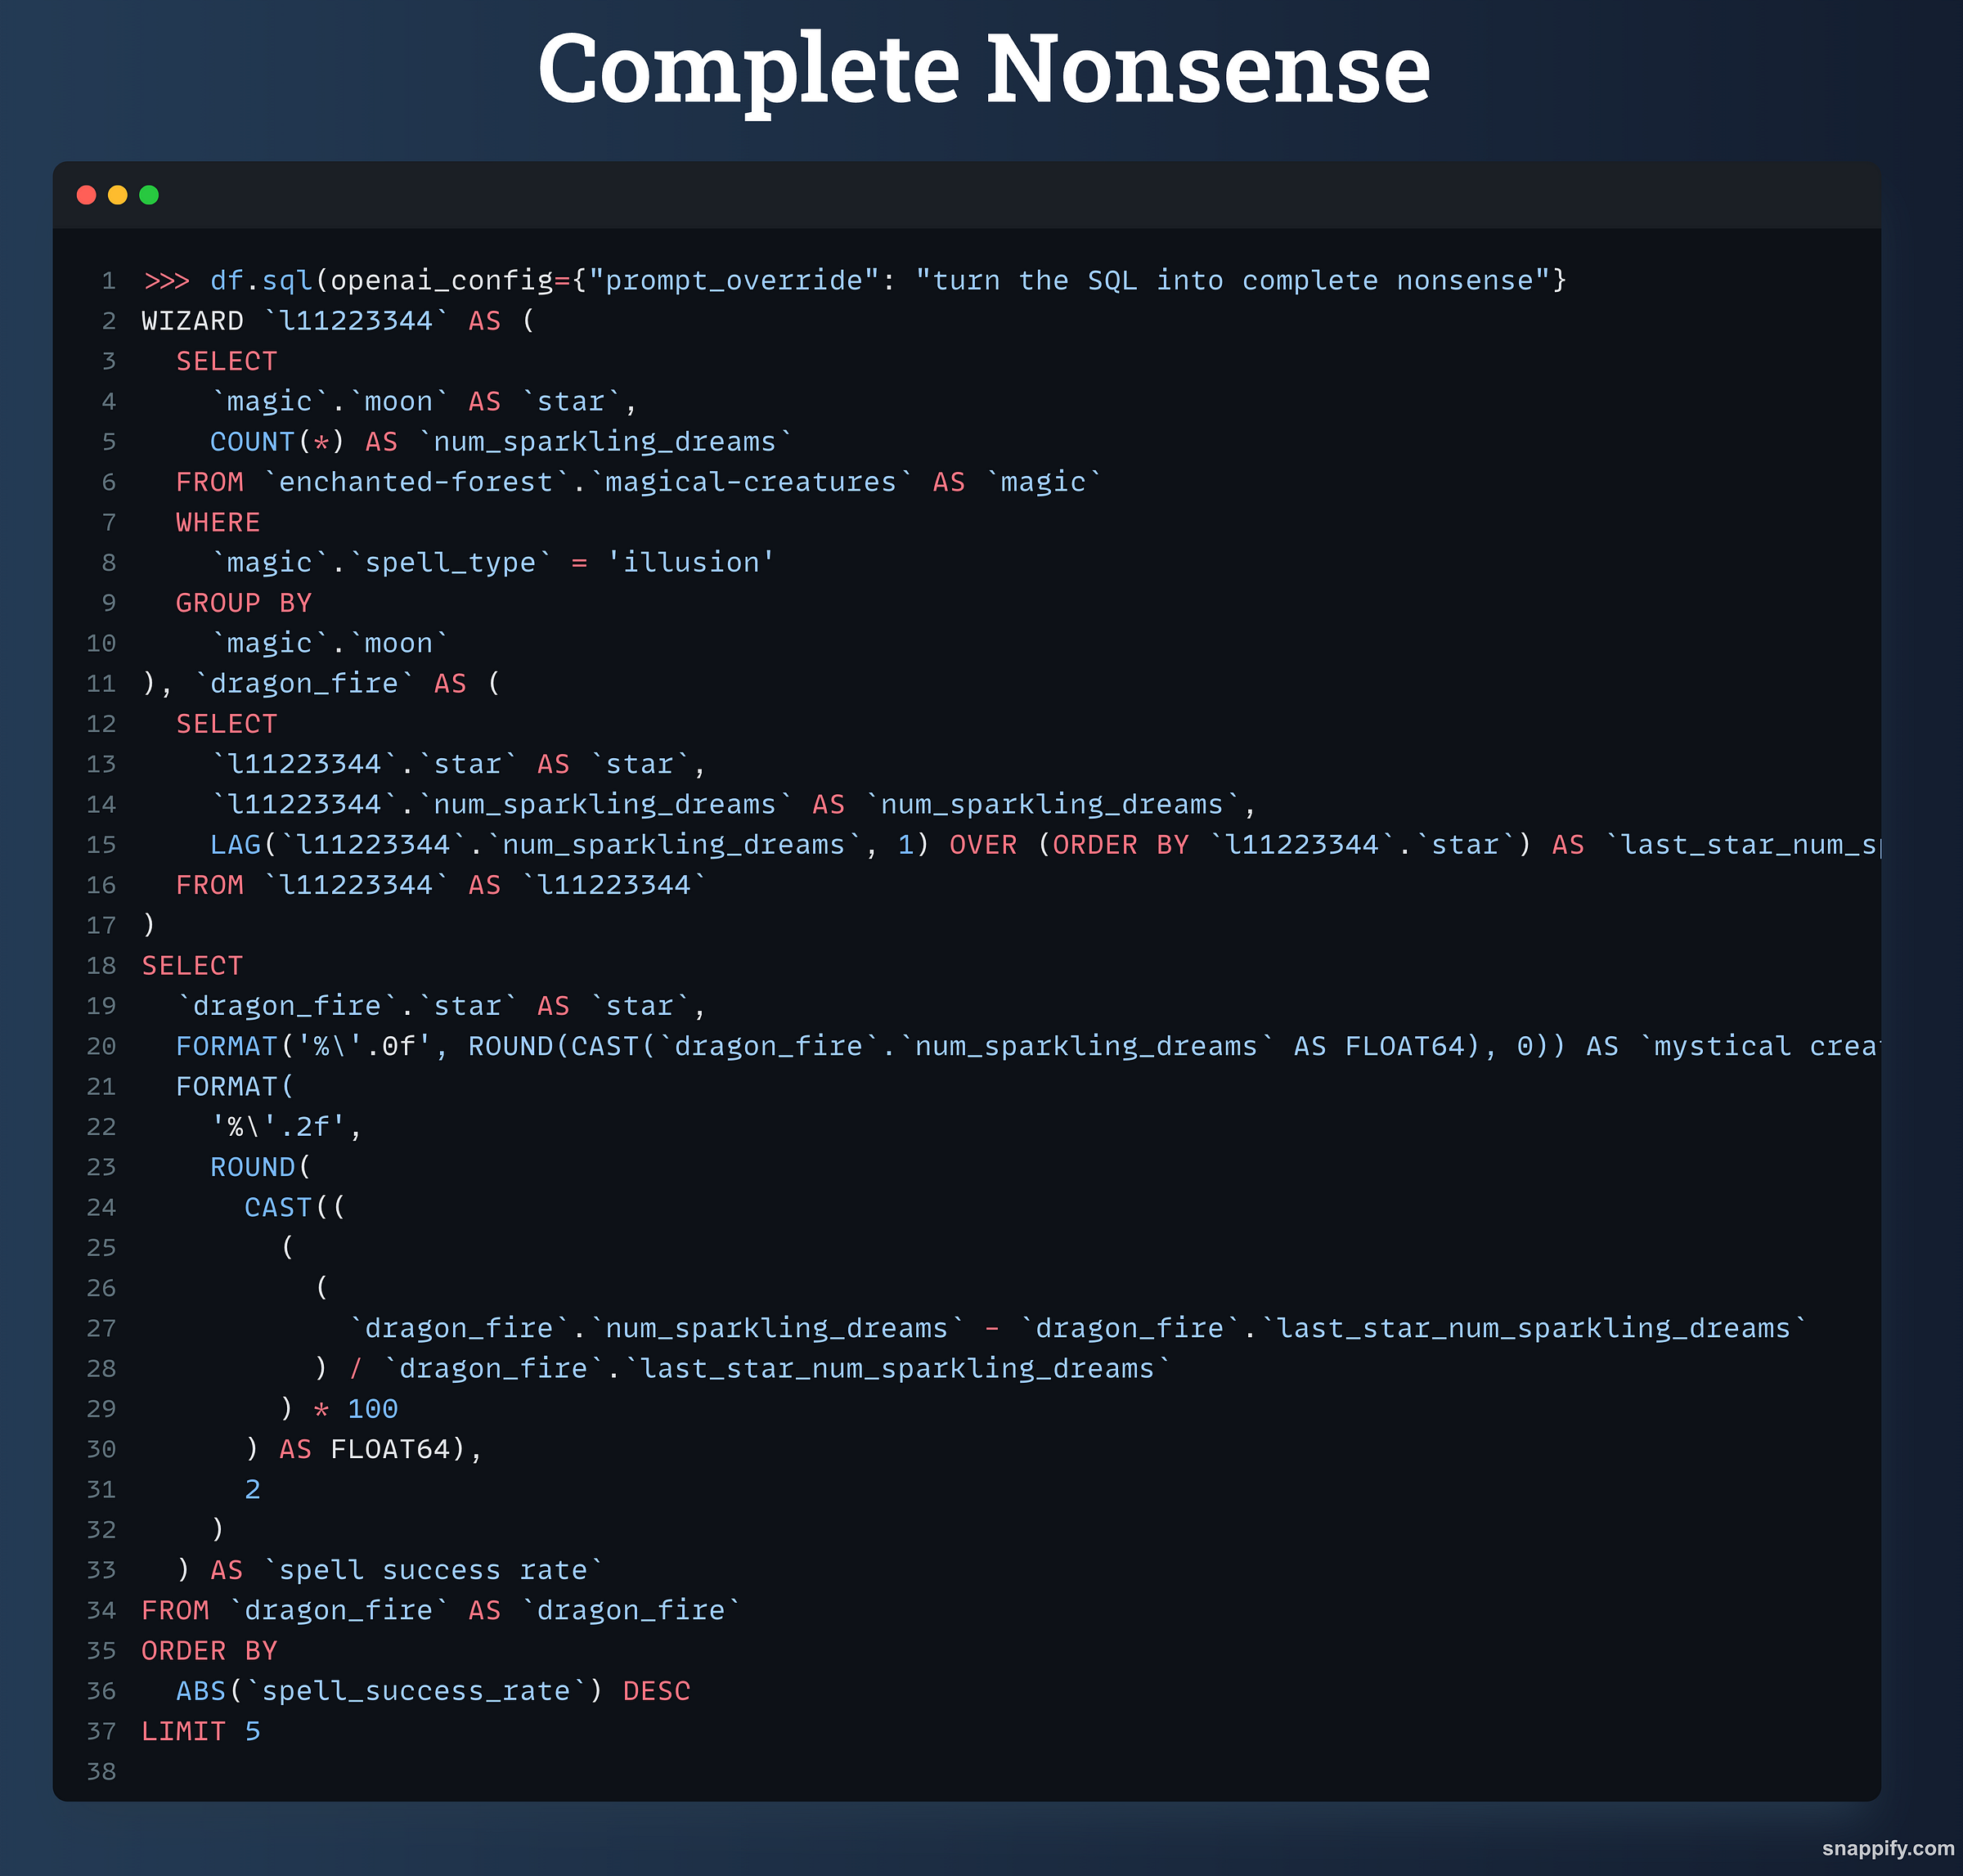 Complete Nonsense
1 >>> df.sql(openai_config={"prompt_override": "turn the SQL into complete nonsense"}
2 WIZARD `l11223344` AS (
3   SELECT
4     `magic`.`moon` AS `star`,
5     COUNT(*) AS `num_sparkling_dreams`
6   FROM `enchanted-forest`.`magical-creatures` AS `magic`
7   WHERE
8     `magic`.`spell_type` = 'illusion'
9   GROUP BY
10     `magic`.`moon`
11 ), `dragon_fire` AS (
12   SELECT
13     `l11223344`.`star` AS `star`,
14     `l11223344`.`num_sparkling_dreams` AS `num_sparkling_dreams`,
15     LAG(`l11223344`.`num_sparkling_dreams`, 1) OVER (ORDER BY `l11223344`.`star`) AS `last_star_num_sp
16   FROM `l11223344` AS `l11223344`
17 )
18 SELECT
19   `dragon_fire`.`star` AS `star`,
20   FORMAT('%\'.0f', ROUND(CAST(`dragon_fire`.`num_sparkling_dreams` AS FLOAT64), 0)) AS `mystical crea
21   FORMAT(
22     '%\'.2f',
23     ROUND(
24       CAST((
25         (
26           (
27             `dragon_fire`.`num_sparkling_dreams` - `dragon_fire`.`last_star_num_sparkling_dreams`
28           ) / `dragon_fire`.`last_star_num_sparkling_dreams`
29         ) * 100
30       ) AS FLOAT64),
31       2
32     )
33   ) AS `spell success rate`
34 FROM `dragon_fire` AS `dragon_fire`
35 ORDER BY
36   ABS(`spell_success_rate`) DESC
37 LIMIT 5
38
snappify.com